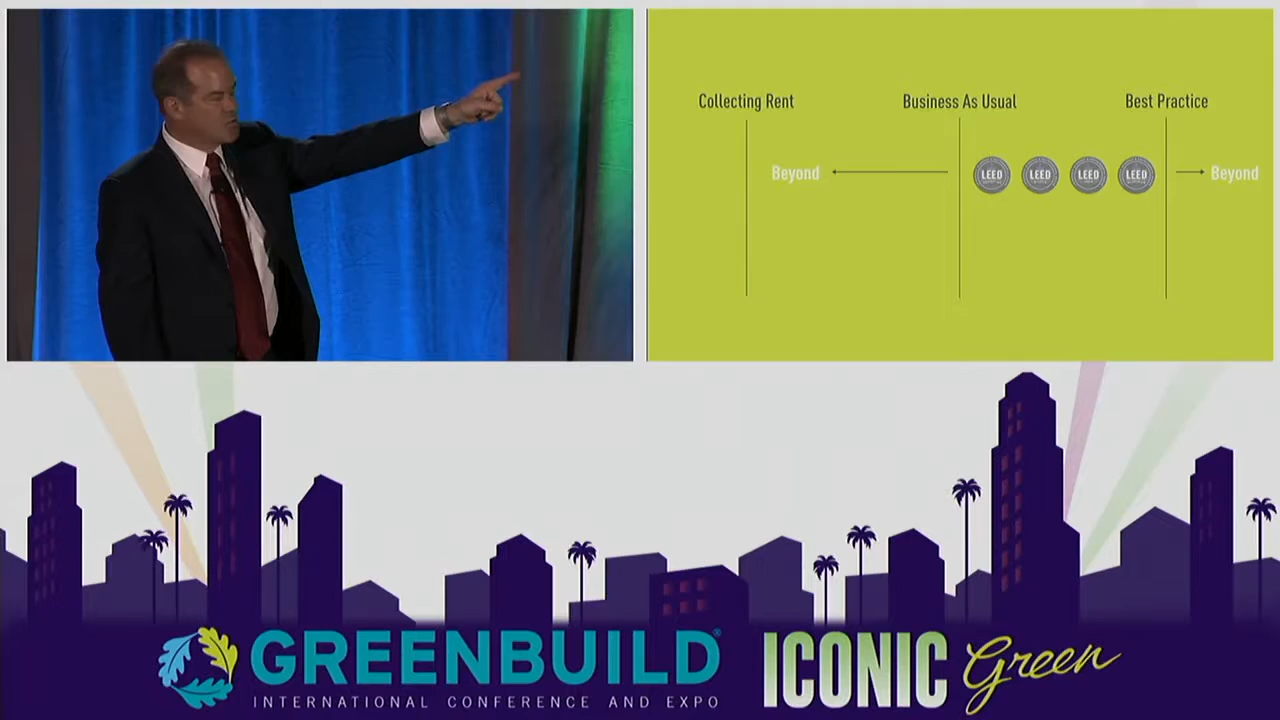 Collecting Rent
Business As Usual
Best Practice
Beyond
LEED
LEED
LEED
LEED
Beyond
GREENBUILD®
INTERNATIONAL CONFERENCE AND EXPO
ICONIC Green